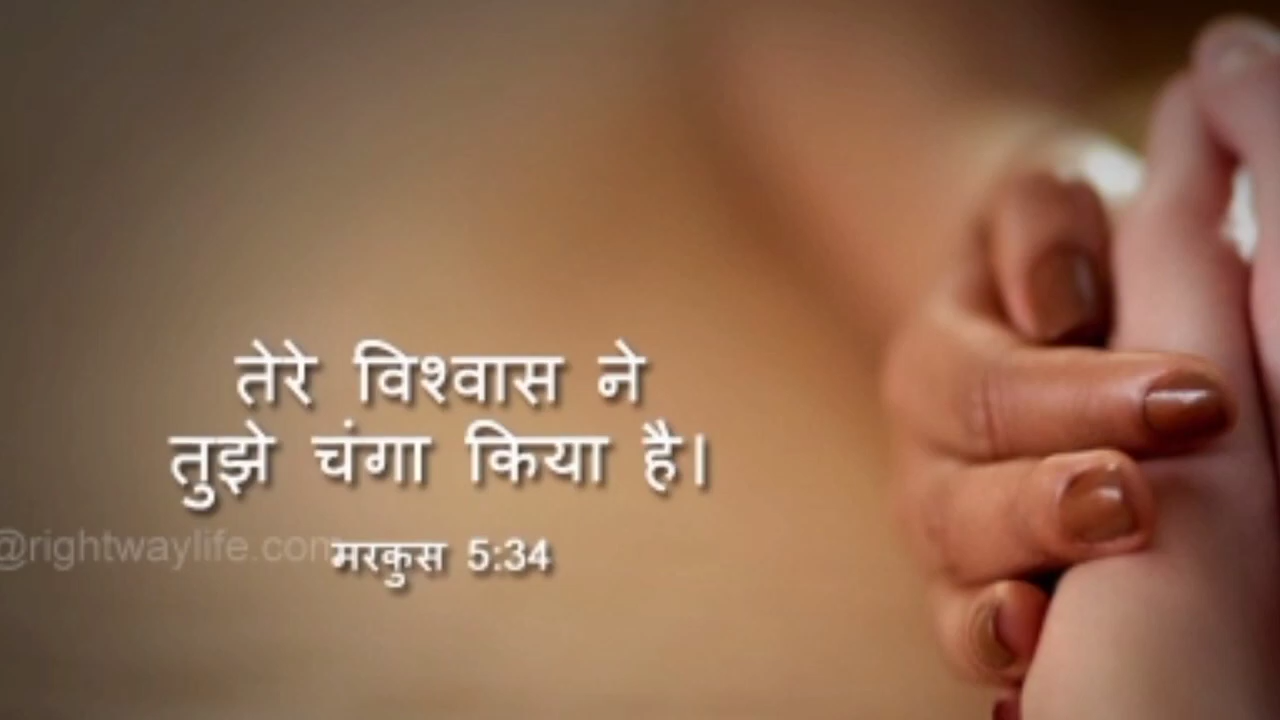 तेरे विश्वास ने
तुझे चंगा किया है।
@rightwaylife.com
मरकुस 5:34